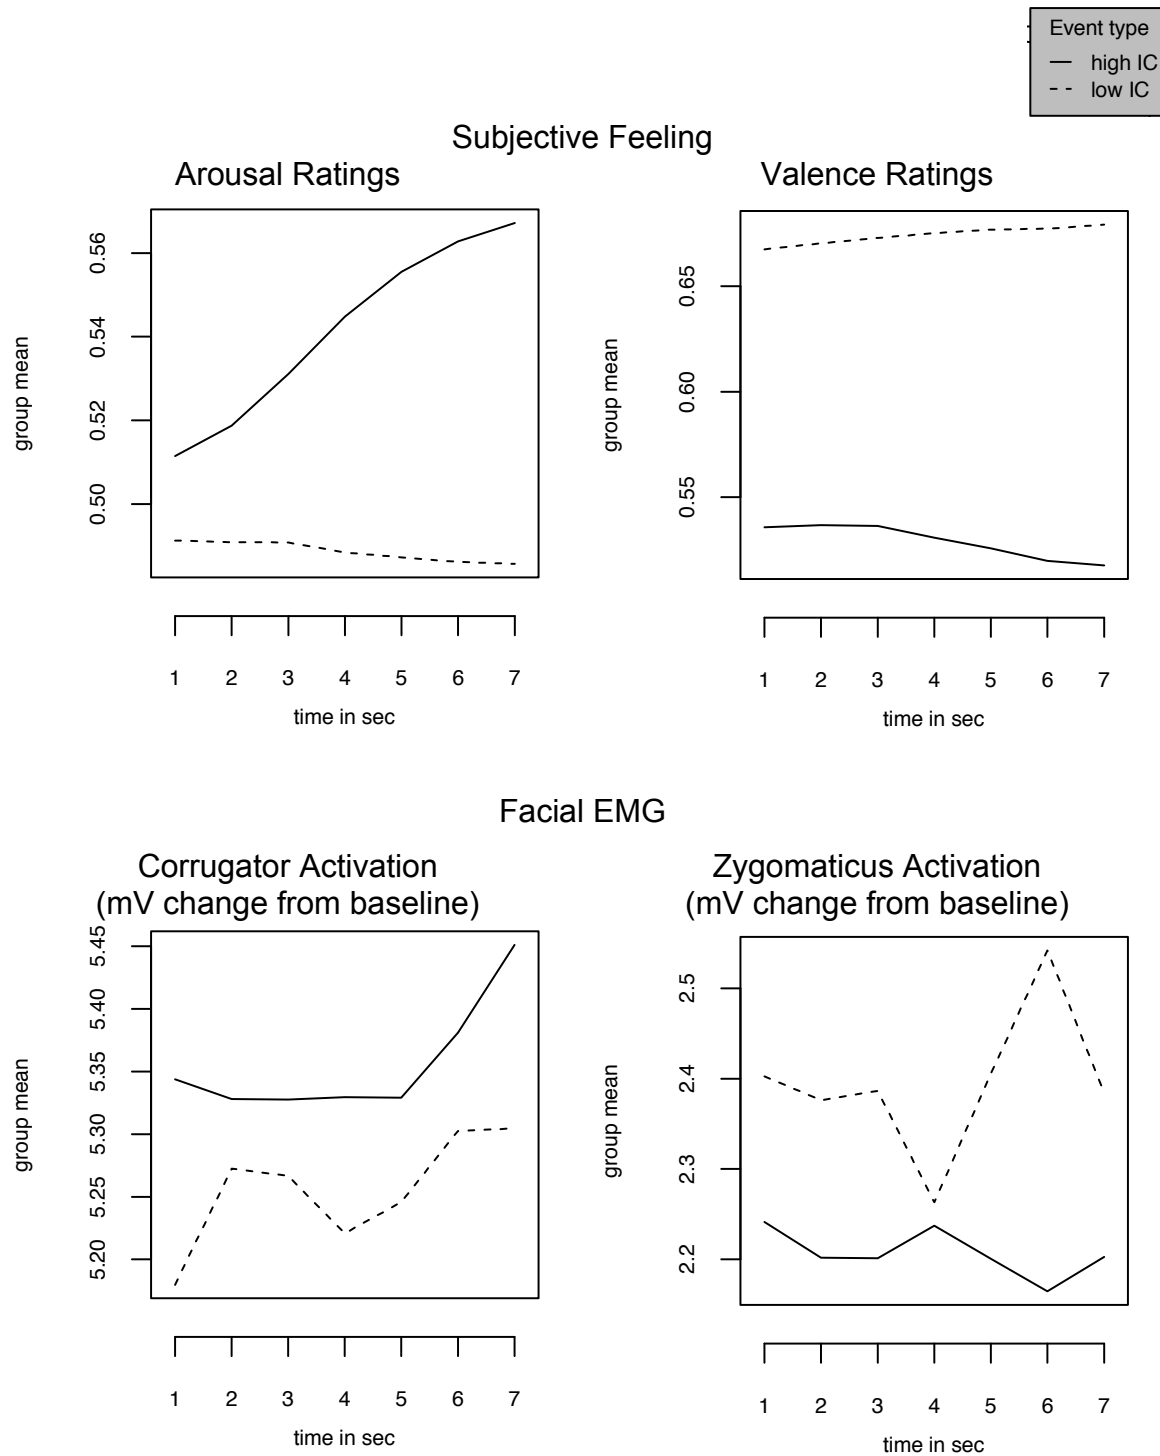 Event type
high IC
low IC
Subjective Feeling
Arousal Ratings
group mean
0.56
0.54
0.52
0.50
1 2 3 4 5 6 7
time in sec
Valence Ratings
group mean
0.65
0.60
0.55
1 2 3 4 5 6 7
time in sec
Facial EMG
Corrugator Activation
(mV change from baseline)
group mean
5.45
5.40
5.35
5.30
5.25
5.20
1 2 3 4 5 6 7
time in sec
Zygomaticus Activation
(mV change from baseline)
group mean
2.5
2.4
2.3
2.2
1 2 3 4 5 6 7
time in sec